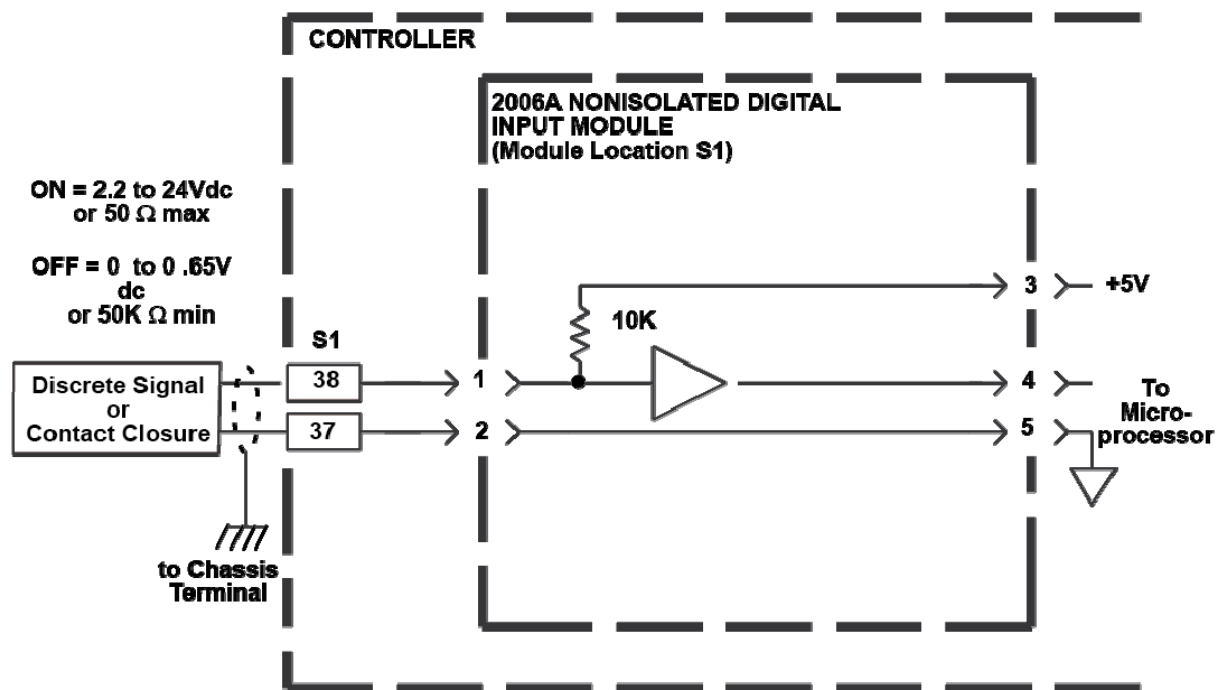 CONTROLLER
2006A NONISOLATED DIGITAL
INPUT MODULE
(Module Location S1)
ON = 2.2 to 24Vdc
or 50 Ω max
OFF = 0 to 0 .65V
dc
or 50K Ω min
S1
10K
3
+5V
Discrete Signal
or
Contact Closure
38
1
4
37
2
5
To
Micro-
processor
to Chassis
Terminal